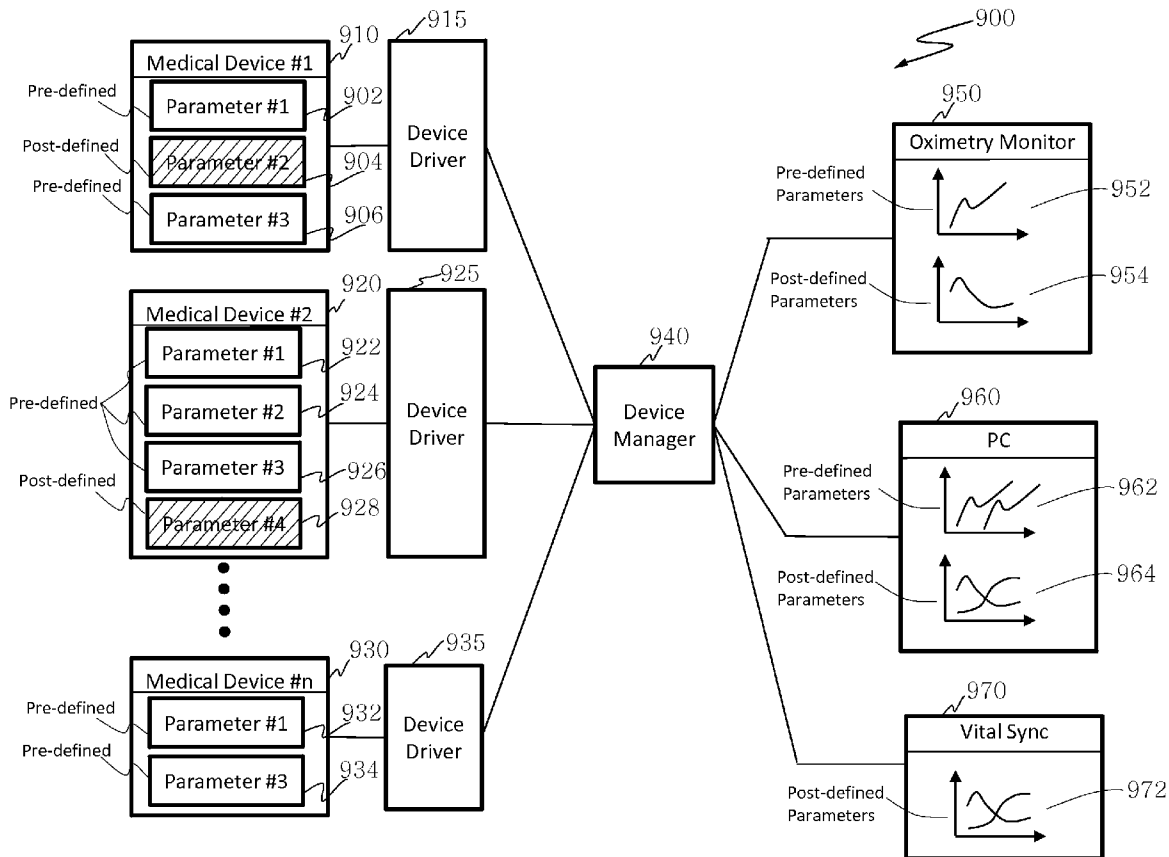 900
910
Medical Device #1
Pre-defined
Parameter #1
902
Post-defined
Parameter #2
904
Pre-defined
Parameter #3
906
915
Device
Driver
920
Medical Device #2
Parameter #1
922
Pre-defined
Parameter #2
924
Parameter #3
926
Post-defined
Parameter #4
928
925
Device
Driver
930
Medical Device #n
Pre-defined
Parameter #1
932
Pre-defined
Parameter #3
934
935
Device
Driver
940
Device
Manager
950
Oximetry Monitor
Pre-defined
Parameters
952
Post-defined
Parameters
954
960
PC
Pre-defined
Parameters
962
Post-defined
Parameters
964
970
Vital Sync
Post-defined
Parameters
972